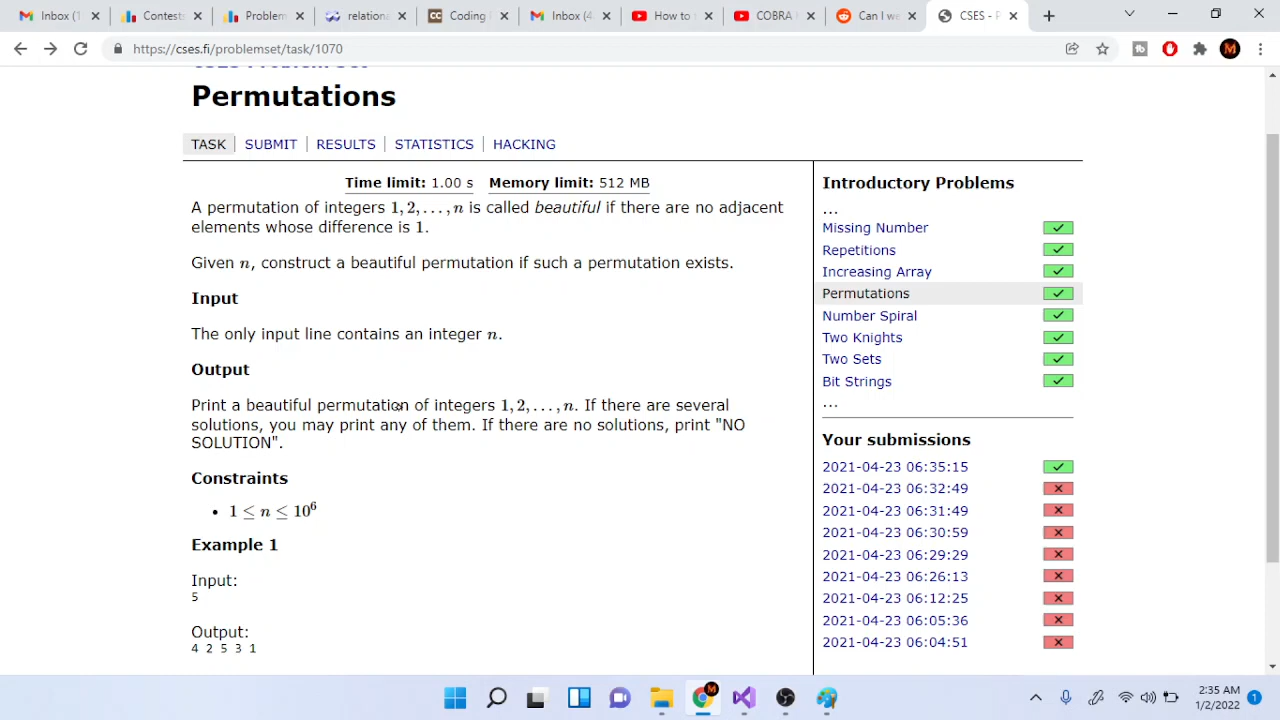 Inbox (1
Contests
Problem
relational
Coding
Inbox (4
How to
COBRA
Can I we
CSES - P
https://cses.fi/problemset/task/1070
CSES Problem Set
Permutations
TASK SUBMIT RESULTS STATISTICS HACKING
Time limit: 1.00 s Memory limit: 512 MB
A permutation of integers 1, 2, . . . , n is called beautiful if there are no adjacent
elements whose difference is 1.
Given n, construct a beautiful permutation if such a permutation exists.
Input
The only input line contains an integer n.
Output
Print a beautiful permutation of integers 1, 2, . . . , n. If there are several
solutions, you may print any of them. If there are no solutions, print "NO
SOLUTION".
Constraints
• 1 ≤ n ≤ 10⁶
Example 1
Input:
5
Output:
4 2 5 3 1
Introductory Problems
...
Missing Number
Repetitions
Increasing Array
Permutations
Number Spiral
Two Knights
Two Sets
Bit Strings
...
Your submissions
2021-04-23 06:35:15
2021-04-23 06:32:49
2021-04-23 06:31:49
2021-04-23 06:30:59
2021-04-23 06:29:29
2021-04-23 06:26:13
2021-04-23 06:12:25
2021-04-23 06:05:36
2021-04-23 06:04:51
2:35 AM
1/2/2022